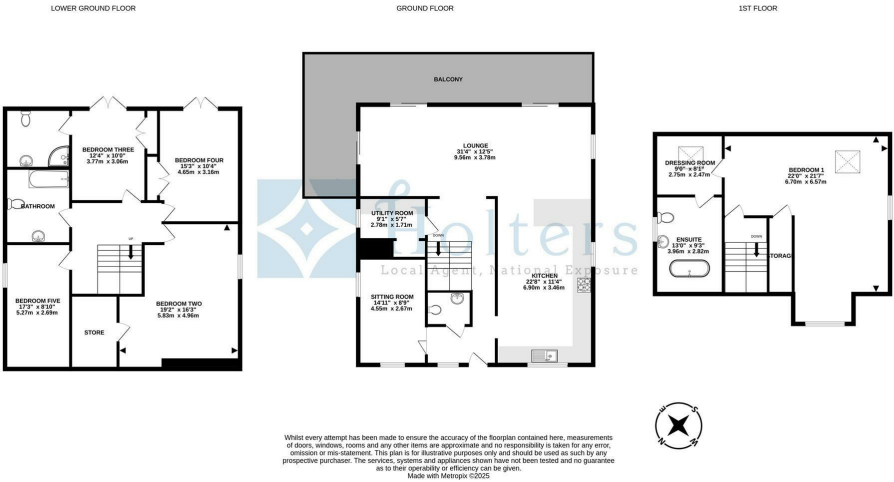 LOWER GROUND FLOOR
GROUND FLOOR
1ST FLOOR
BEDROOM THREE
12'4" x 10'0"
3.77m x 3.06m
BEDROOM FOUR
15'3" x 10'4"
4.65m x 3.16m
BATHROOM
UP
BEDROOM FIVE
17'3" x 8'10"
5.27m x 2.69m
STORE
BEDROOM TWO
19'2" x 16'3"
5.83m x 4.96m
BALCONY
LOUNGE
31'4" x 12'5"
9.56m x 3.78m
UTILITY ROOM
9'1" x 5'7"
2.78m x 1.71m
DOWN
SITTING ROOM
14'11" x 8'9"
4.55m x 2.67m
KITCHEN
22'8" x 11'4"
6.90m x 3.46m
holters
Local Agent, National Exposure
DRESSING ROOM
9'0" x 8'1"
2.75m x 2.47m
BEDROOM 1
22'0" x 21'7"
6.70m x 6.57m
ENSUITE
13'0" x 9'3"
3.96m x 2.82m
DOWN
STORAGE
E S
N W
Whilst every attempt has been made to ensure the accuracy of the floorplan contained here, measurements
of doors, windows, rooms and any other items are approximate and no responsibility is taken for any error,
omission or mis-statement. This plan is for illustrative purposes only and should be used as such by any
prospective purchaser. The services, systems and appliances shown have not been tested and no guarantee
as to their operability or efficiency can be given.
Made with Metropix ©2025